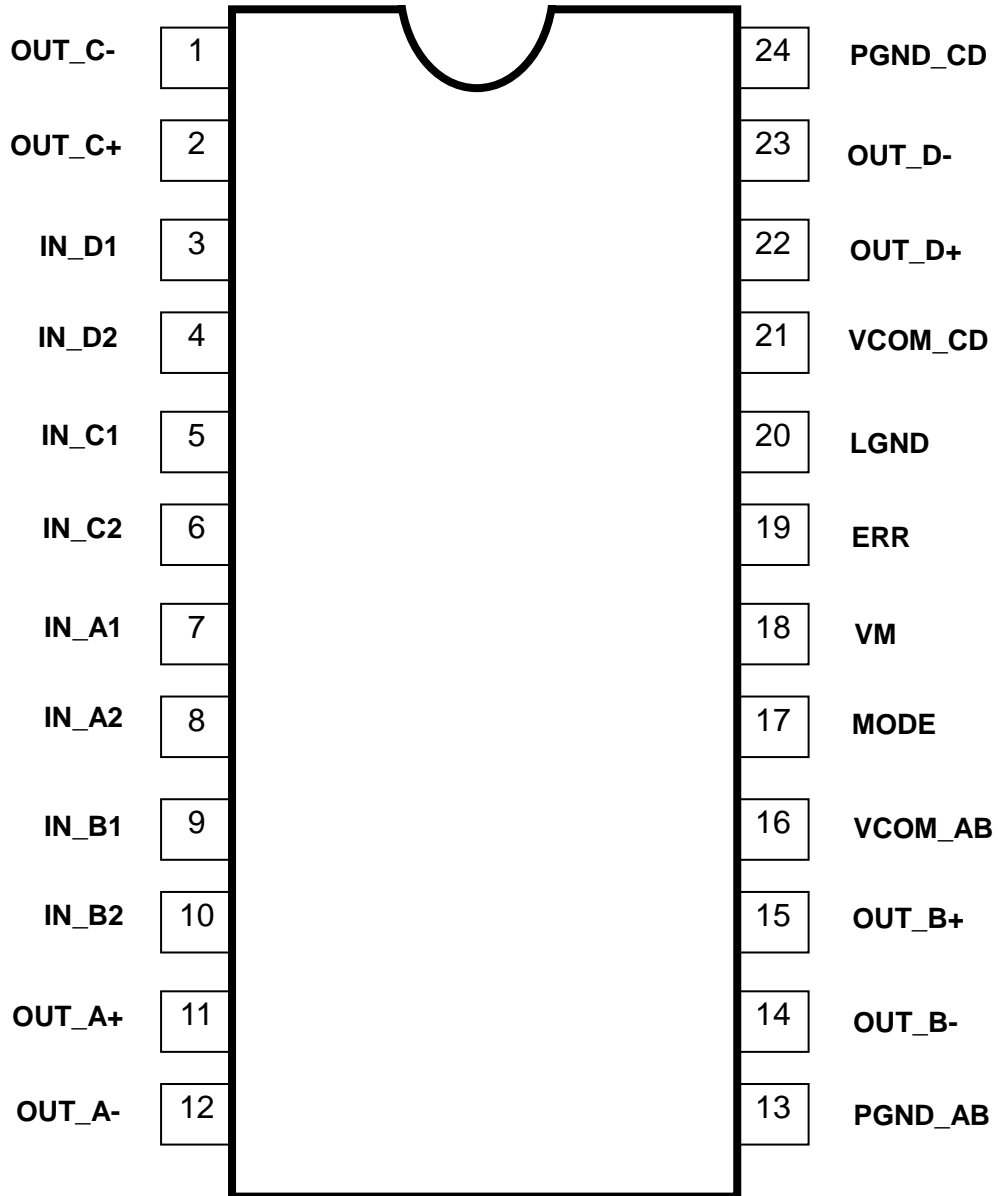 OUT_C- 1 24 PGND_CD
OUT_C+ 2 23 OUT_D-
IN_D1 3 22 OUT_D+
IN_D2 4 21 VCOM_CD
IN_C1 5 20 LGND
IN_C2 6 19 ERR
IN_A1 7 18 VM
IN_A2 8 17 MODE
IN_B1 9 16 VCOM_AB
IN_B2 10 15 OUT_B+
OUT_A+ 11 14 OUT_B-
OUT_A- 12 13 PGND_AB